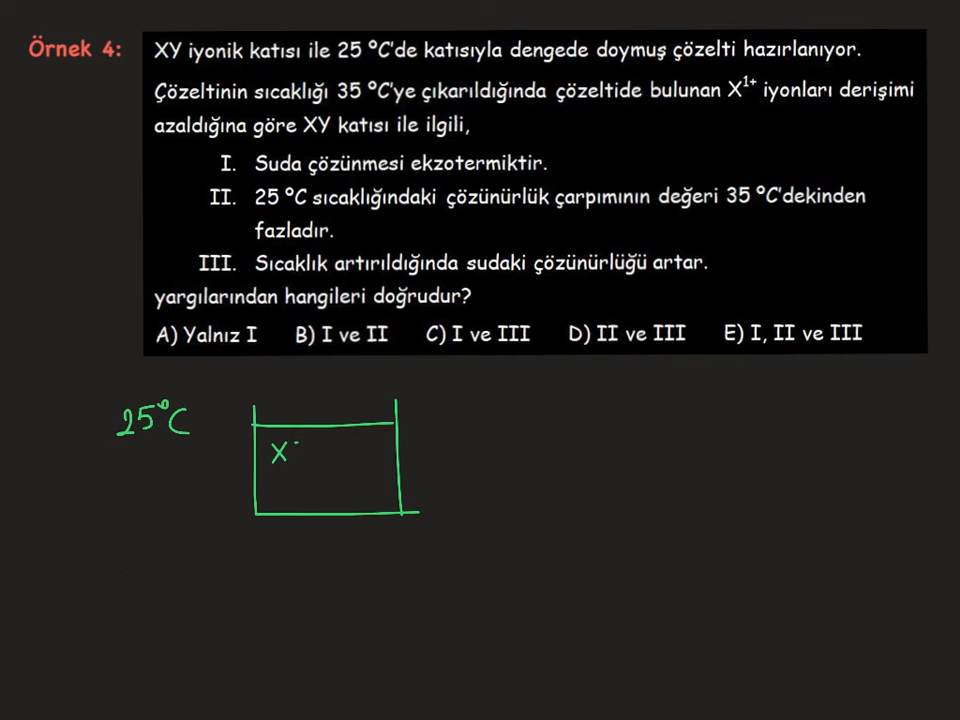 Örnek 4:
XY iyonik katısı ile 25 °C'de katısıyla dengede doymuş çözelti hazırlanıyor.
Çözeltinin sıcaklığı 35 °C'ye çıkarıldığında çözeltide bulunan X¹⁺ iyonları derişimi
azaldığına göre XY katısı ile ilgili,
I. Suda çözünmesi ekzotermiktir.
II. 25 °C sıcaklığındaki çözünürlük çarpımının değeri 35 °C'dekinden
fazladır.
III. Sıcaklık artırıldığında sudaki çözünürlüğü artar.
yargılarından hangileri doğrudur?
A) Yalnız I B) I ve II C) I ve III D) II ve III E) I, II ve III
25°C
X